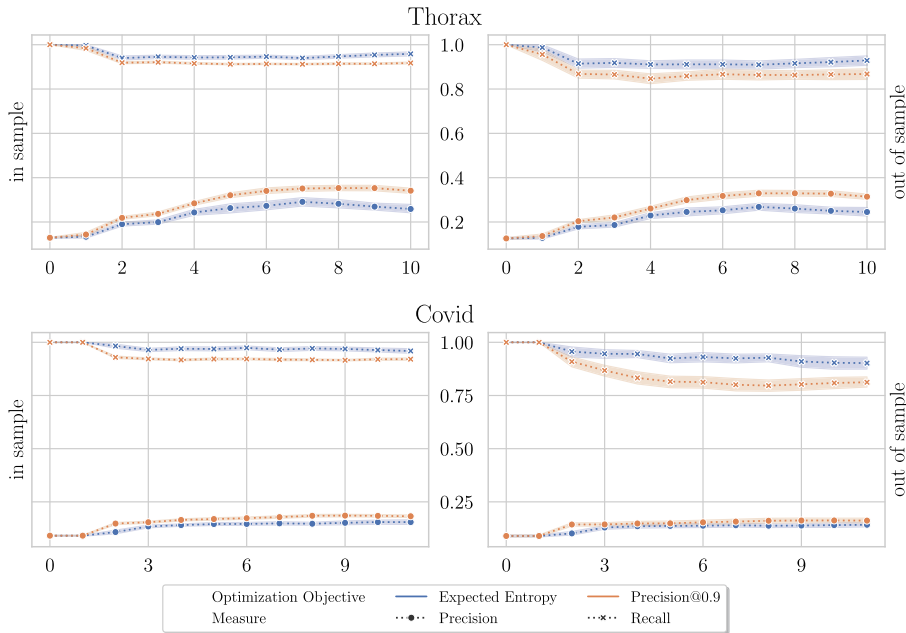 Thorax
in sample
1.0
0.8
0.6
0.4
0.2
out of sample
0 2 4 6 8 10
0 2 4 6 8 10
Covid
in sample
1.00
0.75
0.50
0.25
out of sample
0 3 6 9
0 3 6 9
Optimization Objective Expected Entropy Precision@0.9
Measure Precision Recall